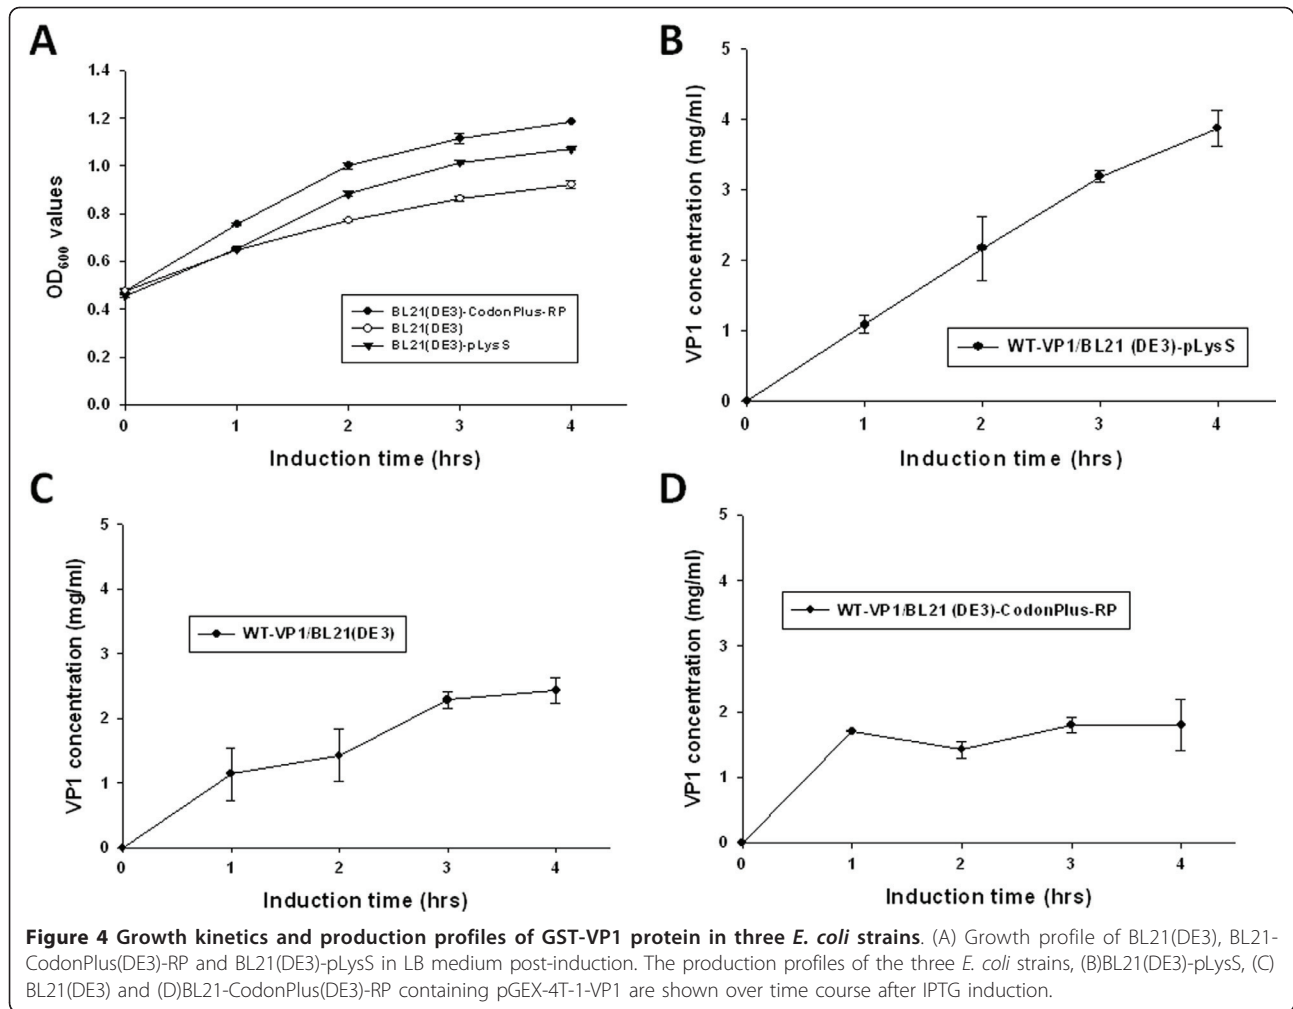 A
1.4
1.2
1.0
0.8
0.6
0.4
0.2
0.0
OD600 values
0 1 2 3 4
Induction time (hrs)
BL21(DE3)-CodonPlus-RP
BL21(DE3)
BL21(DE3)-pLysS
B
5
4
3
2
1
0
VP1 concentration (mg/ml)
0 1 2 3 4
Induction time (hrs)
WT-VP1/BL21 (DE3)-pLysS
C
5
4
3
2
1
0
VP1 concentration (mg/ml)
0 1 2 3 4
Induction time (hrs)
WT-VP1/BL21(DE3)
D
5
4
3
2
1
0
VP1 concentration (mg/ml)
0 1 2 3 4
Induction time (hrs)
WT-VP1/BL21 (DE3)-CodonPlus-RP
Figure 4 Growth kinetics and production profiles of GST-VP1 protein in three E. coli strains. (A) Growth profile of BL21(DE3), BL21-
CodonPlus(DE3)-RP and BL21(DE3)-pLysS in LB medium post-induction. The production profiles of the three E. coli strains, (B)BL21(DE3)-pLysS, (C)
BL21(DE3) and (D)BL21-CodonPlus(DE3)-RP containing pGEX-4T-1-VP1 are shown over time course after IPTG induction.